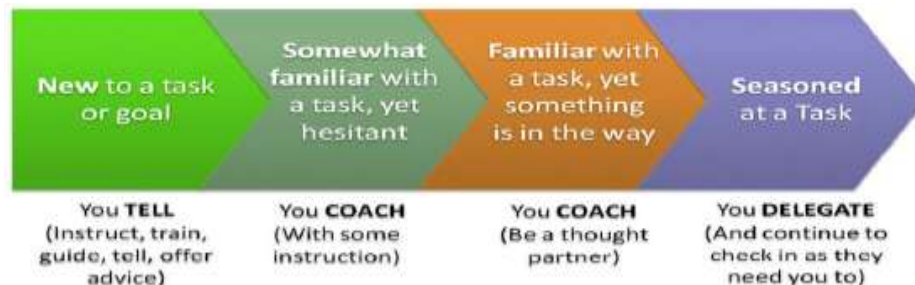 New to a task
or goal
Somewhat
familiar with
a task, yet
hesitant
Familiar with
a task, yet
something
is in the way
Seasoned
at a Task
You TELL
(Instruct, train,
guide, tell, offer
advice)
You COACH
(With some
instruction)
You COACH
(Be a thought
partner)
You DELEGATE
(And continue to
check in as they
need you to)